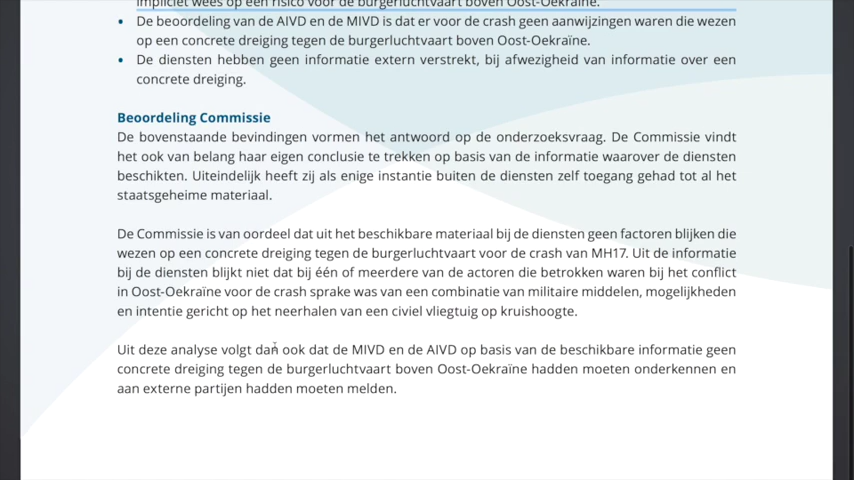 impliciet wees op een risico voor de burgerluchtvaart boven Oost-Oekraïne.
• De beoordeling van de AIVD en de MIVD is dat er voor de crash geen aanwijzingen waren die wezen
op een concrete dreiging tegen de burgerluchtvaart boven Oost-Oekraïne.
• De diensten hebben geen informatie extern verstrekt, bij afwezigheid van informatie over een
concrete dreiging.
Beoordeling Commissie
De bovenstaande bevindingen vormen het antwoord op de onderzoeksvraag. De Commissie vindt
het ook van belang haar eigen conclusie te trekken op basis van de informatie waarover de diensten
beschikten. Uiteindelijk heeft zij als enige instantie buiten de diensten zelf toegang gehad tot al het
staatsgeheime materiaal.
De Commissie is van oordeel dat uit het beschikbare materiaal bij de diensten geen factoren blijken die
wezen op een concrete dreiging tegen de burgerluchtvaart voor de crash van MH17. Uit de informatie
bij de diensten blijkt niet dat bij één of meerdere van de actoren die betrokken waren bij het conflict
in Oost-Oekraïne voor de crash sprake was van een combinatie van militaire middelen, mogelijkheden
en intentie gericht op het neerhalen van een civiel vliegtuig op kruishoogte.
Uit deze analyse volgt dan ook dat de MIVD en de AIVD op basis van de beschikbare informatie geen
concrete dreiging tegen de burgerluchtvaart boven Oost-Oekraïne hadden moeten onderkennen en
aan externe partijen hadden moeten melden.